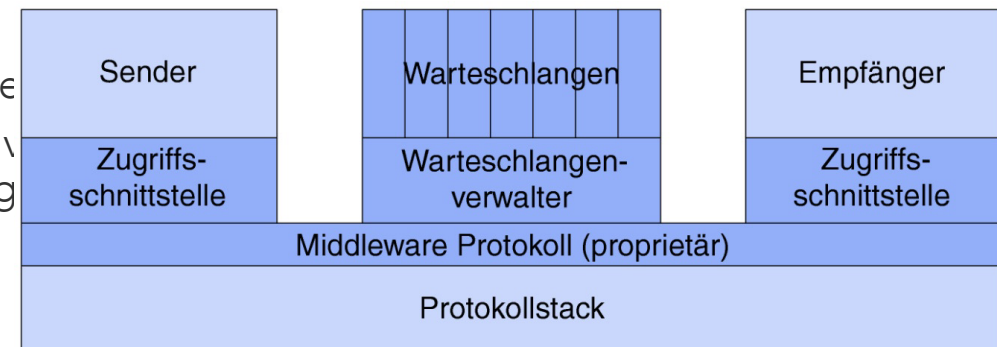 Sender
Warteschlangen
Empfänger
Zugriffs-
schnittstelle
Warteschlangen-
verwalter
Zugriffs-
schnittstelle
Middleware Protokoll (proprietär)
Protokollstack